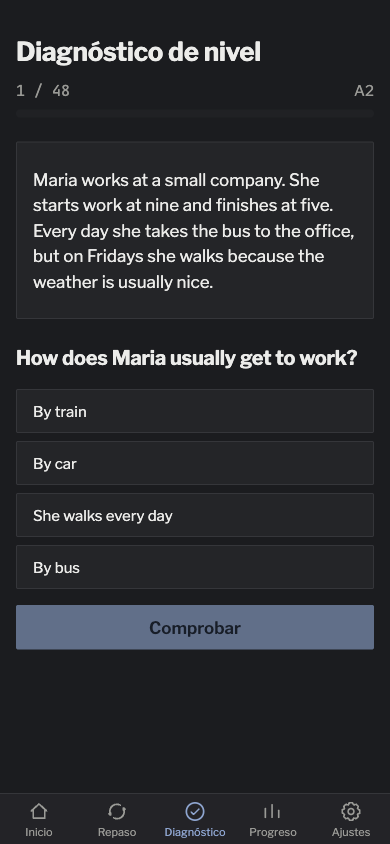 Diagnóstico de nivel
1 / 48
A2
Maria works at a small company. She
starts work at nine and finishes at five.
Every day she takes the bus to the office,
but on Fridays she walks because the
weather is usually nice.
How does Maria usually get to work?
By train
By car
She walks every day
By bus
Comprobar
Inicio
Repaso
Diagnóstico
Progreso
Ajustes